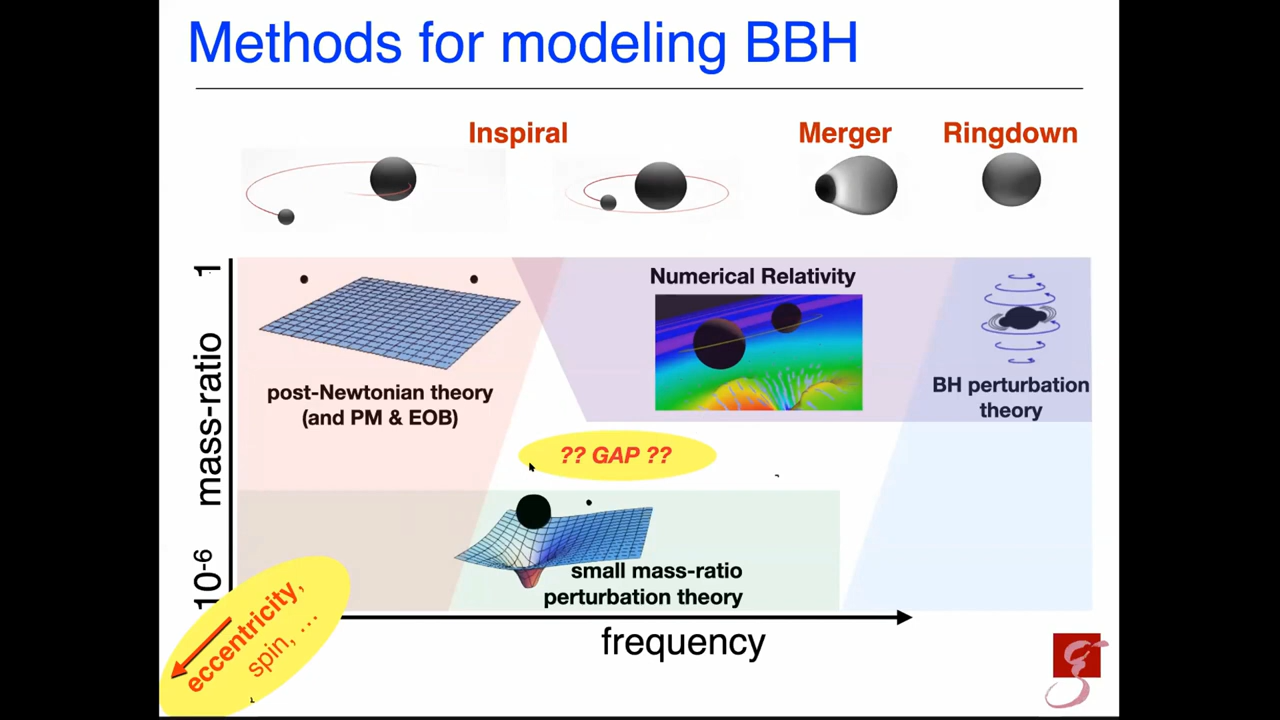 Methods for modeling BBH
Inspiral
Merger
Ringdown
1
mass-ratio
10-6
Numerical Relativity
post-Newtonian theory
(and PM & EOB)
BH perturbation
theory
?? GAP ??
small mass-ratio
perturbation theory
eccentricity,
spin, ...
frequency